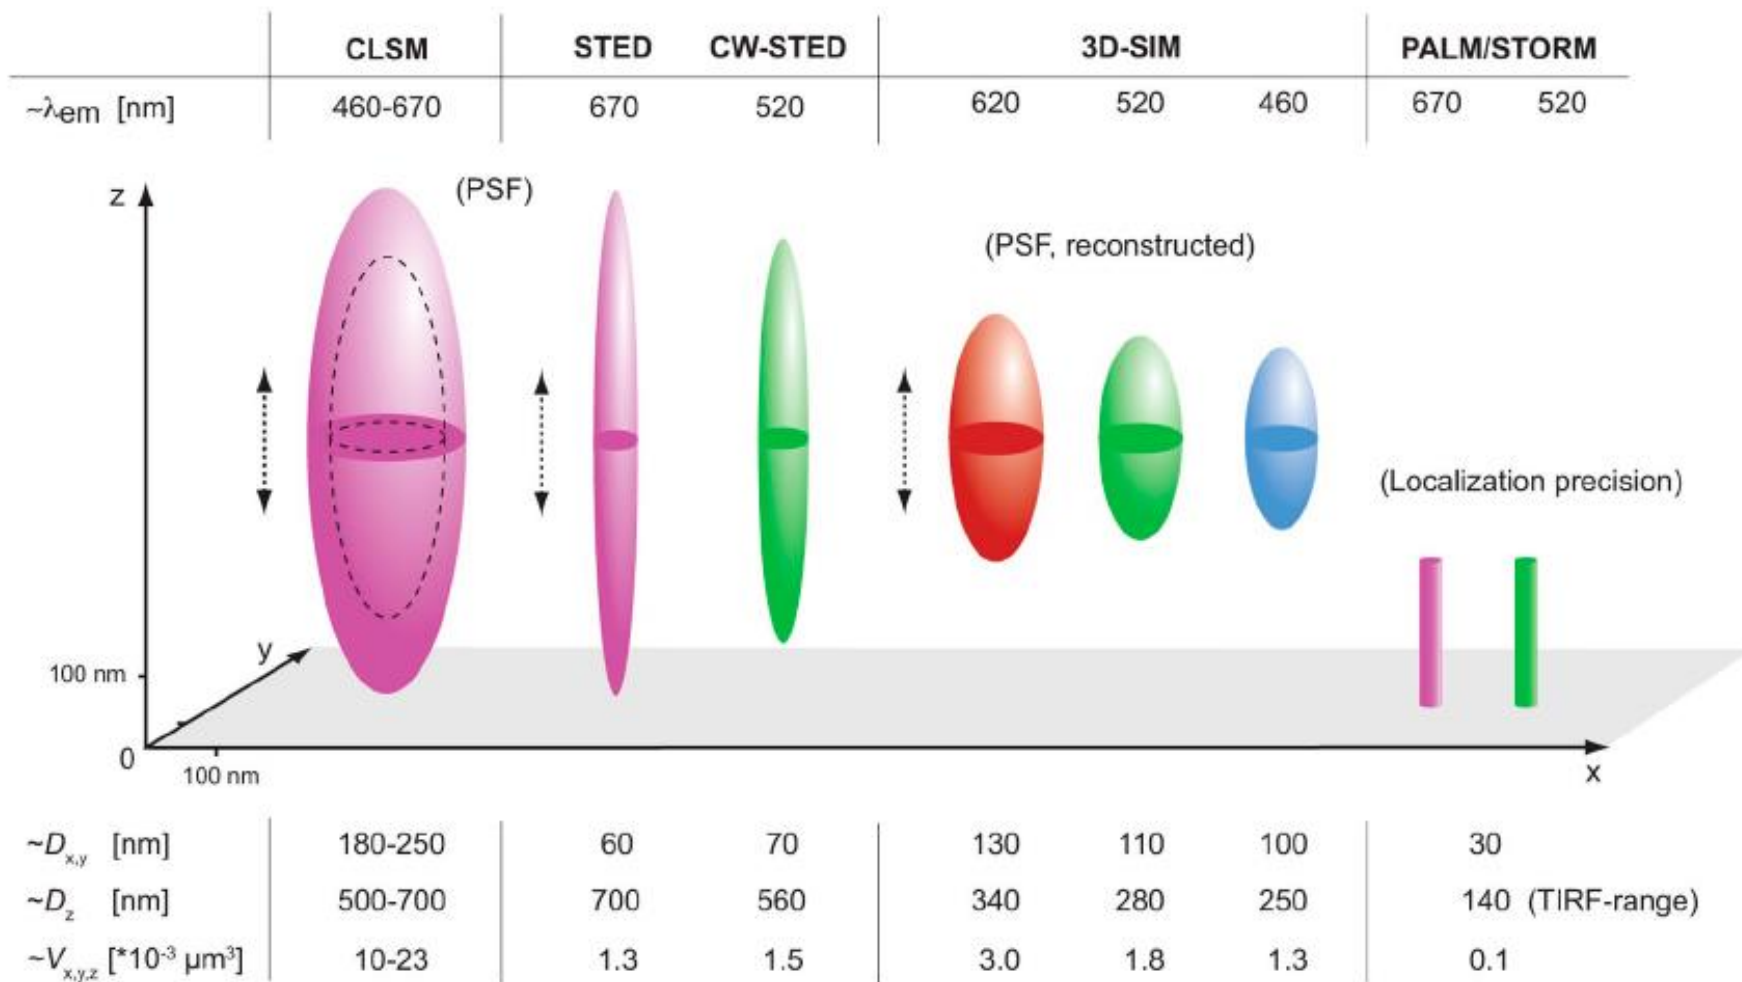 CLSM STED CW-STED 3D-SIM PALM/STORM
~λem [nm] 460-670 670 520 620 520 460 670 520
z (PSF)
(PSF, reconstructed)
(Localization precision)
y
100 nm
0
100 nm x
~Dx,y [nm] 180-250 60 70 130 110 100 30
~Dz [nm] 500-700 700 560 340 280 250 140 (TIRF-range)
~Vx,y,z [*10-3 µm3] 10-23 1.3 1.5 3.0 1.8 1.3 0.1